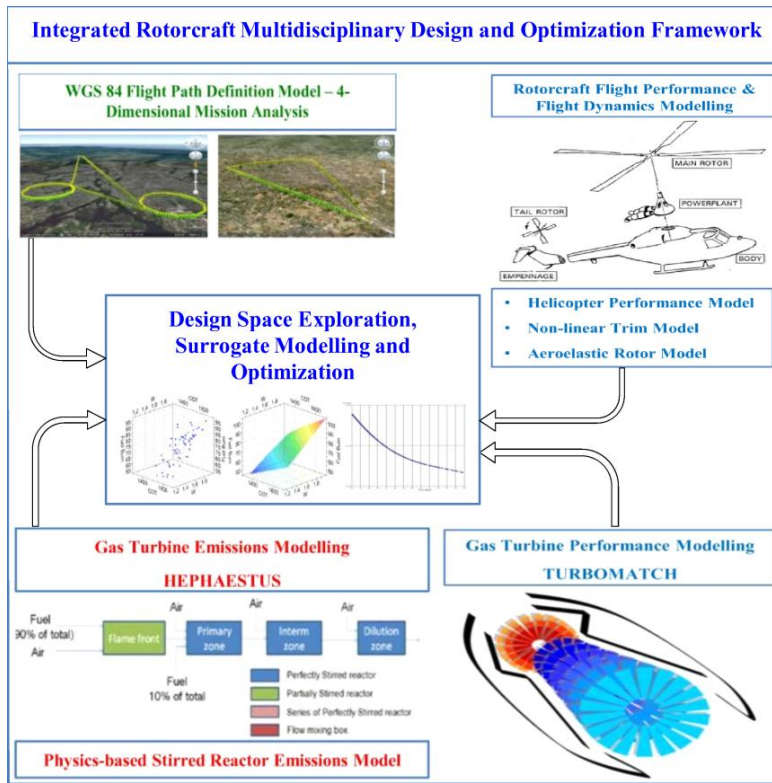 Integrated Rotorcraft Multidisciplinary Design and Optimization Framework
WGS 84 Flight Path Definition Model – 4-
Dimensional Mission Analysis
Rotorcraft Flight Performance &
Flight Dynamics Modelling
MAIN ROTOR
POWERPLANT
TAIL ROTOR
BODY
EMPENNAGE
• Helicopter Performance Model
• Non-linear Trim Model
• Aeroelastic Rotor Model
Design Space Exploration,
Surrogate Modelling and
Optimization
Gas Turbine Emissions Modelling
HEPHAESTUS
Air
Air
Air
Fuel
90% of total)
Air
Flame front
Primary
zone
Interm
zone
Dilution
zone
Fuel
10% of total
Perfectly Stirred reactor
Partially Stirred reactor
Series of Perfectly Stirred reactor
Flow mixing box
Physics-based Stirred Reactor Emissions Model
Gas Turbine Performance Modelling
TURBOMATCH